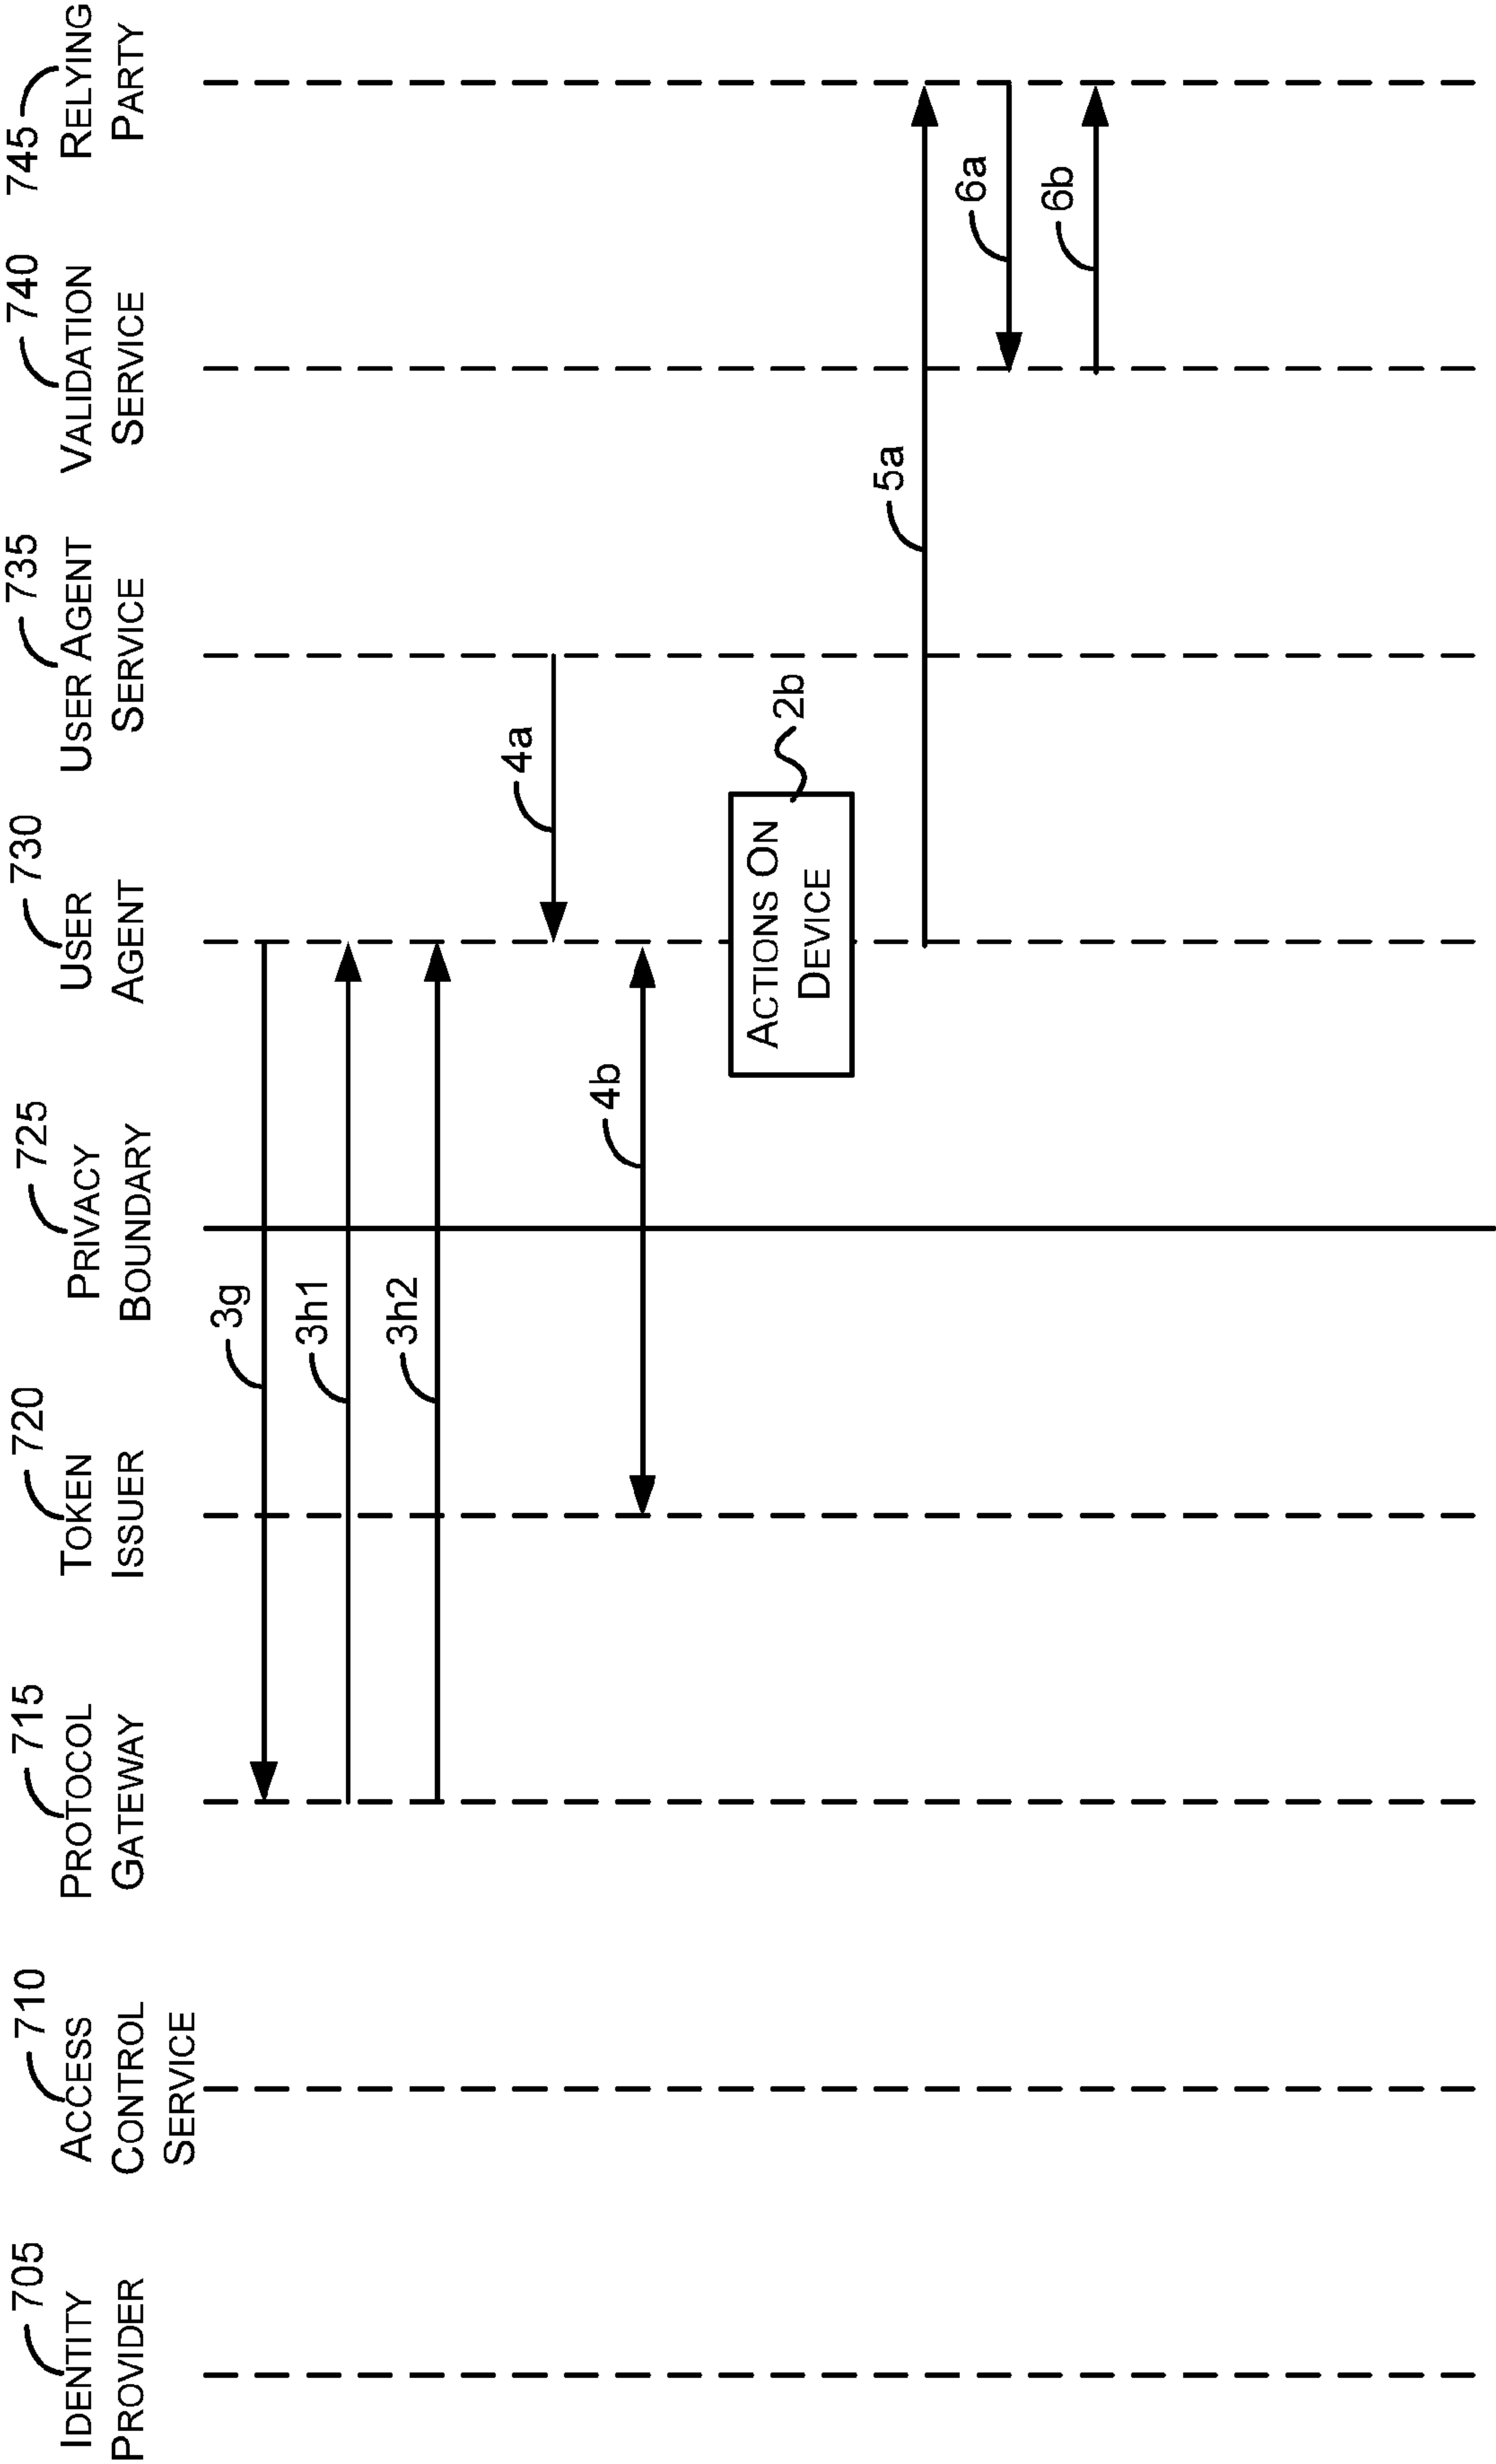 705
IDENTITY
PROVIDER
710
ACCESS
CONTROL
SERVICE
715
PROTOCOL
GATEWAY
720
TOKEN
ISSUER
725
PRIVACY
BOUNDARY
730
USER
AGENT
735
USER AGENT
SERVICE
740
VALIDATION
SERVICE
745
RELYING
PARTY
3g
3h1
3h2
4a
4b
ACTIONS ON
DEVICE
2b
5a
6a
6b